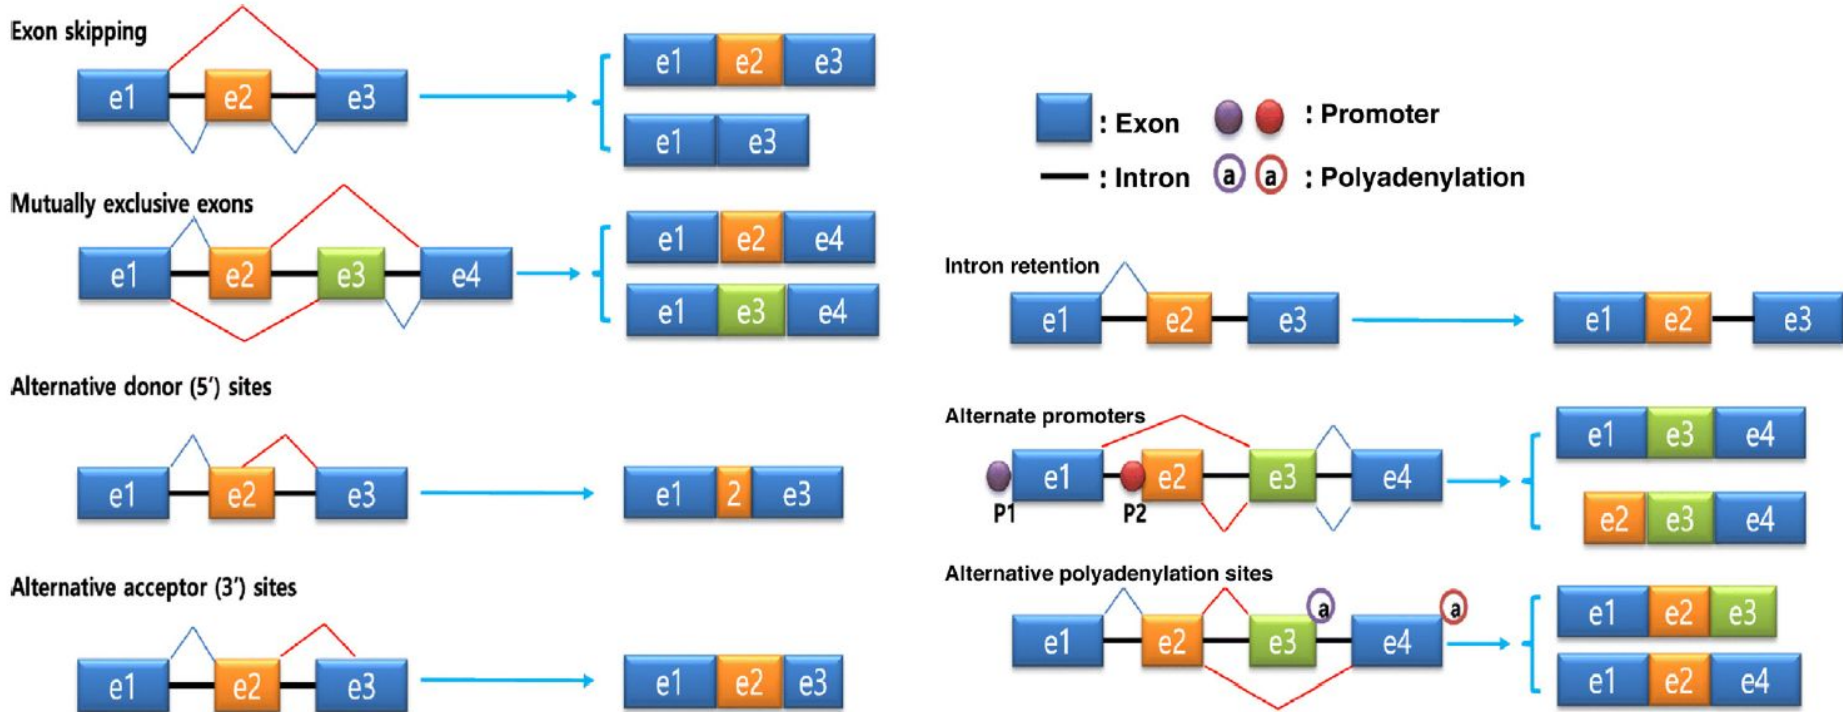 Exon skipping
e1 e2 e3
e1 e2 e3
e1 e3
Mutually exclusive exons
e1 e2 e3 e4
e1 e2 e4
e1 e3 e4
Alternative donor (5') sites
e1 e2 e3
e1 2 e3
Alternative acceptor (3') sites
e1 e2 e3
e1 e2 e3
: Exon : Promoter
: Intron a a : Polyadenylation
Intron retention
e1 e2 e3
e1 e2 e3
Alternate promoters
e1 e2 e3 e4
P1 P2
e1 e3 e4
e2 e3 e4
Alternative polyadenylation sites
a a
e1 e2 e3 e4
e1 e2 e3
e1 e2 e4